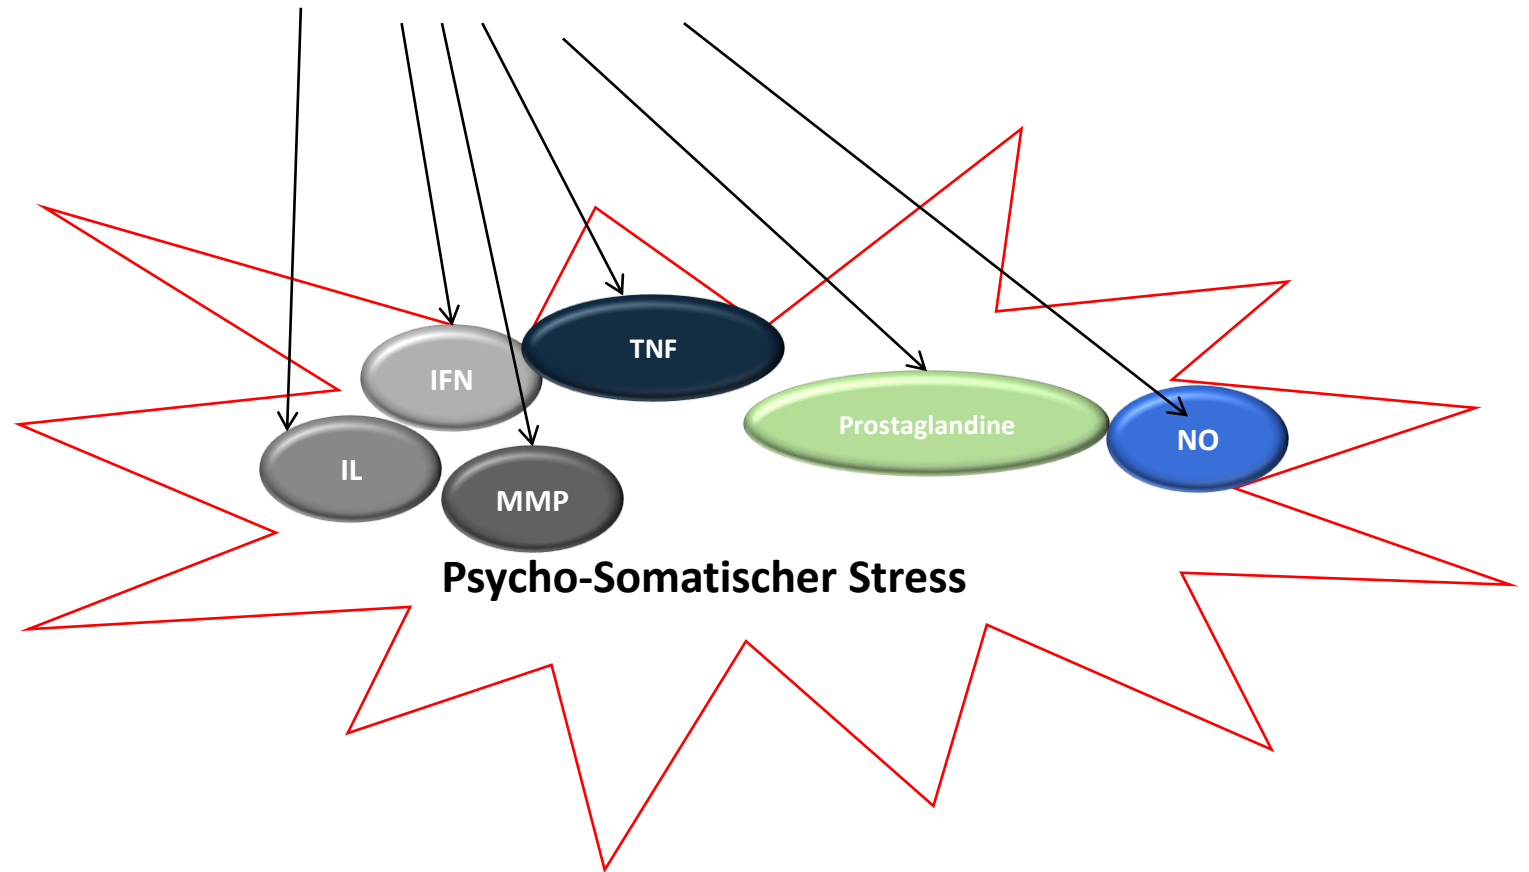 TNF
IFN
Prostaglandine
NO
IL
MMP
Psycho-Somatischer Stress